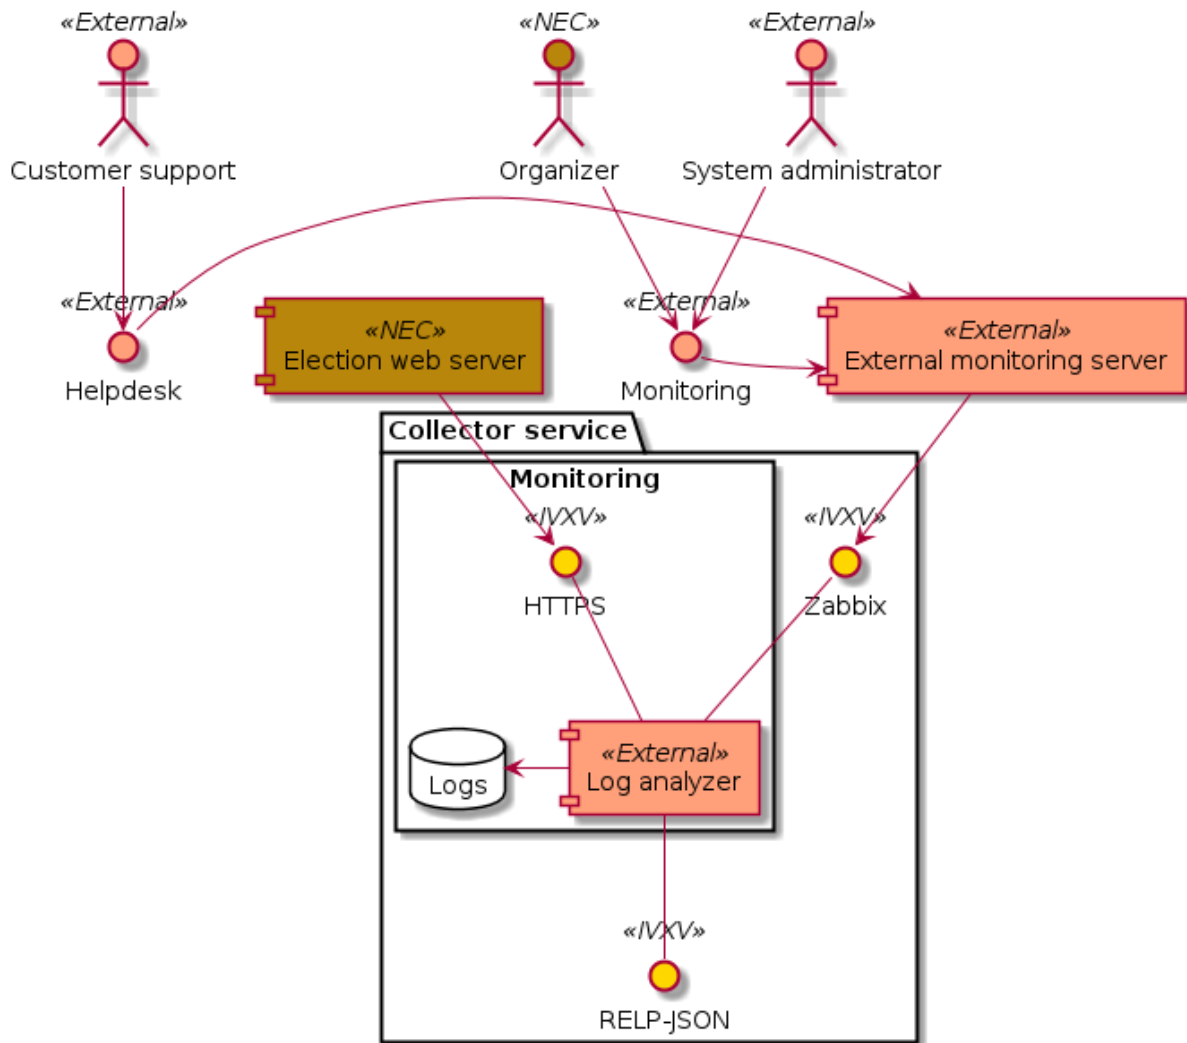 «External»
«NEC»
«External»
Customer support
Organizer
System administrator
«External»
Helpdesk
«NEC»
Election web server
«External»
Monitoring
«External»
External monitoring server
Collector service
Monitoring
«IVXV»
HTTPS
«IVXV»
Zabbix
Logs
«External»
Log analyzer
«IVXV»
RELP-JSON